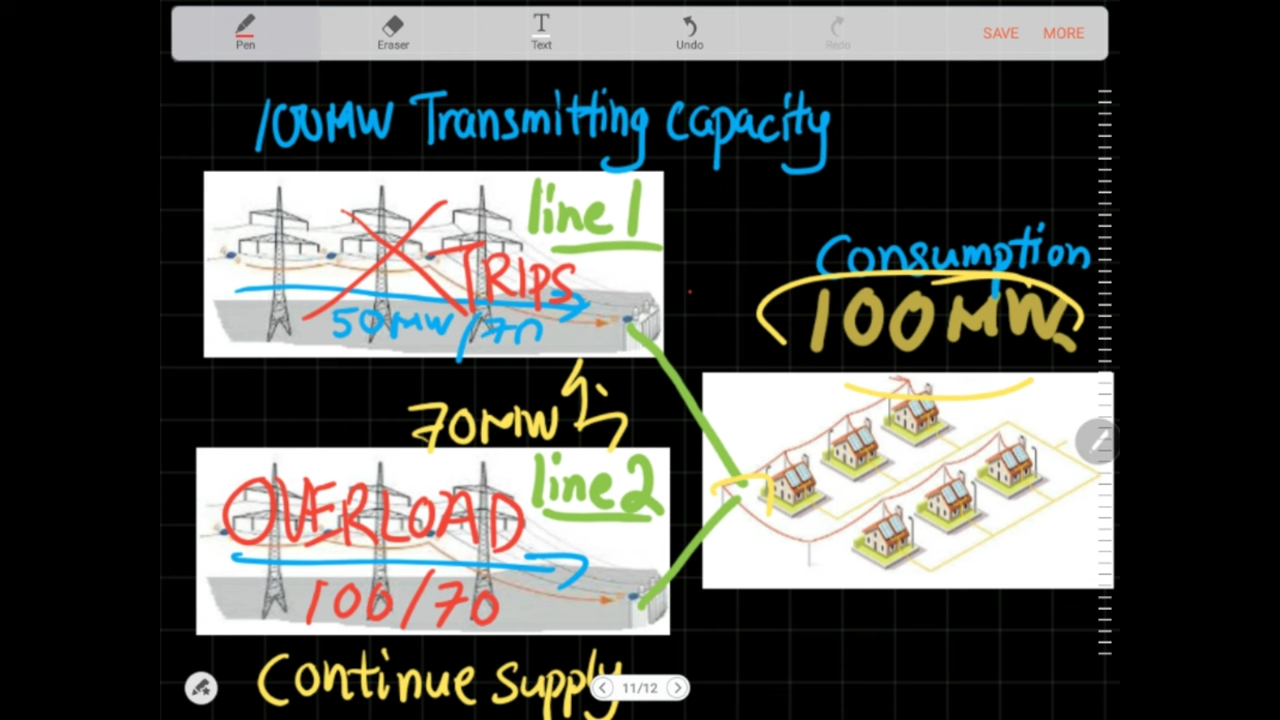 Pen Eraser Text Undo Redo SAVE MORE
100MW Transmitting capacity
line 1
TRIPS
50MW/70
Consumption
100MW
70MW
line 2
OVERLOAD
100/70
Continue supply
11/12